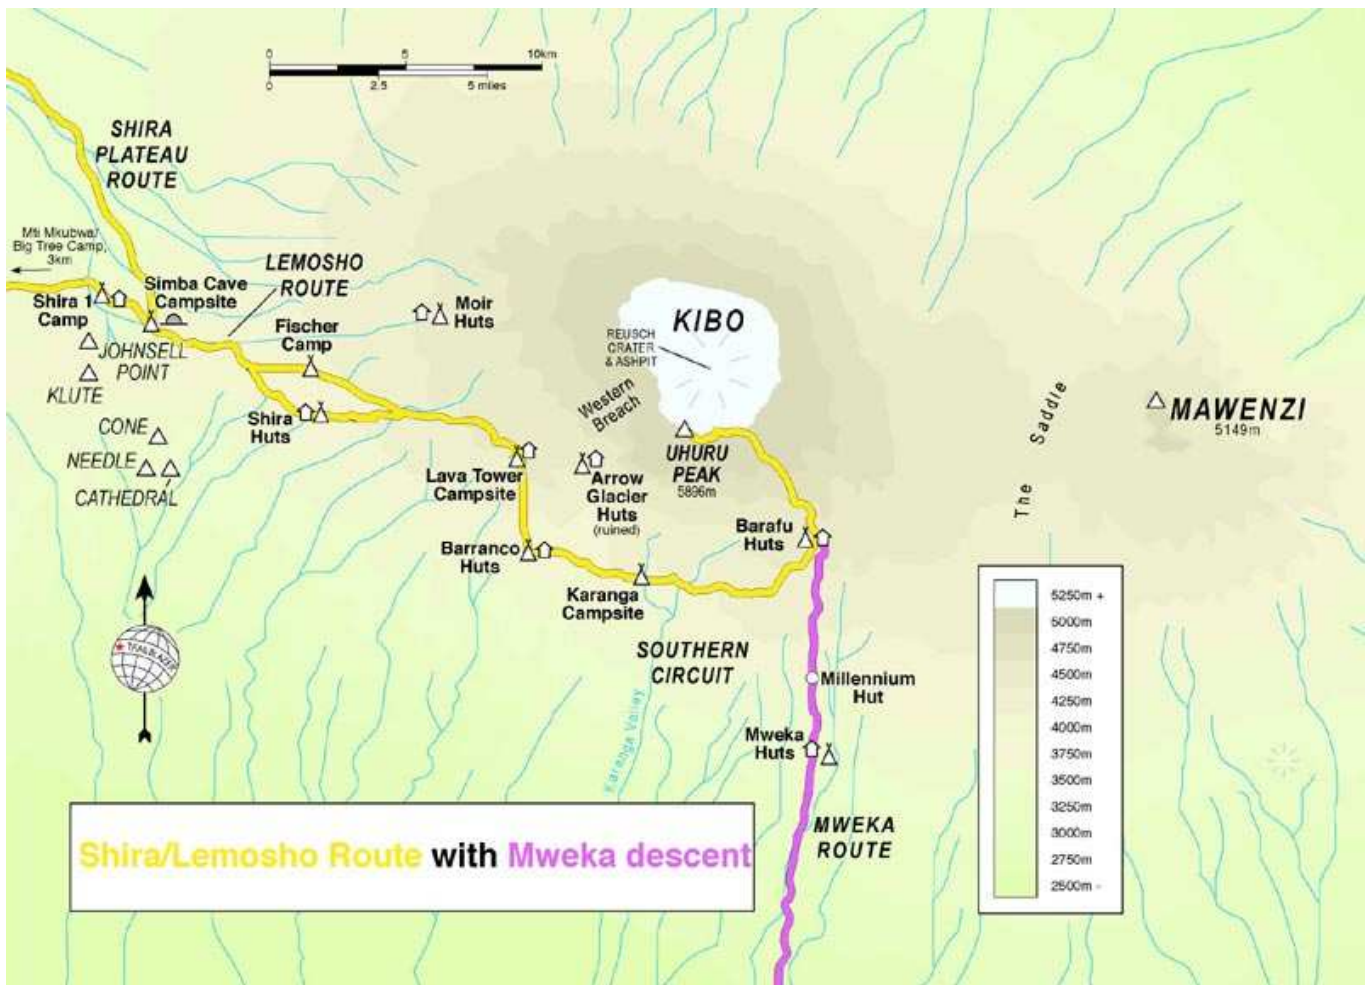 0 5 10km
0 2.5 5 miles
SHIRA
PLATEAU
ROUTE
Mti Mkubwa/
Big Tree Camp,
3km
LEMOSHO
ROUTE
Simba Cave
Campsite
Shira 1
Camp
Moir
Huts
Fischer
Camp
JOHNSELL
POINT
KLUTE
KIBO
REUSCH
CRATER
& ASHPIT
Western
Breach
The Saddle
MAWENZI
5149m
Shira
Huts
CONE
NEEDLE
CATHEDRAL
Lava Tower
Campsite
UHURU
PEAK
5896m
Arrow
Glacier
Huts
(ruined)
Barafu
Huts
Barranco
Huts
Karanga
Campsite
SOUTHERN
CIRCUIT
TRAILBLAZER
Karanga Valley
Millennium
Hut
Mweka
Huts
MWEKA
ROUTE
5250m +
5000m
4750m
4500m
4250m
4000m
3750m
3500m
3250m
3000m
2750m
2500m -
Shira/Lemosho Route with Mweka descent